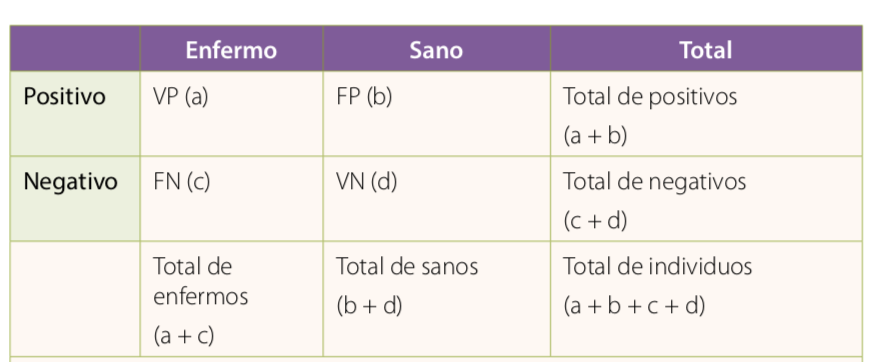 Enfermo Sano Total
Positivo VP (a) FP (b) Total de positivos
(a + b)
Negativo FN (c) VN (d) Total de negativos
(c + d)
Total de Total de sanos Total de individuos
enfermos (b + d) (a + b + c + d)
(a + c)